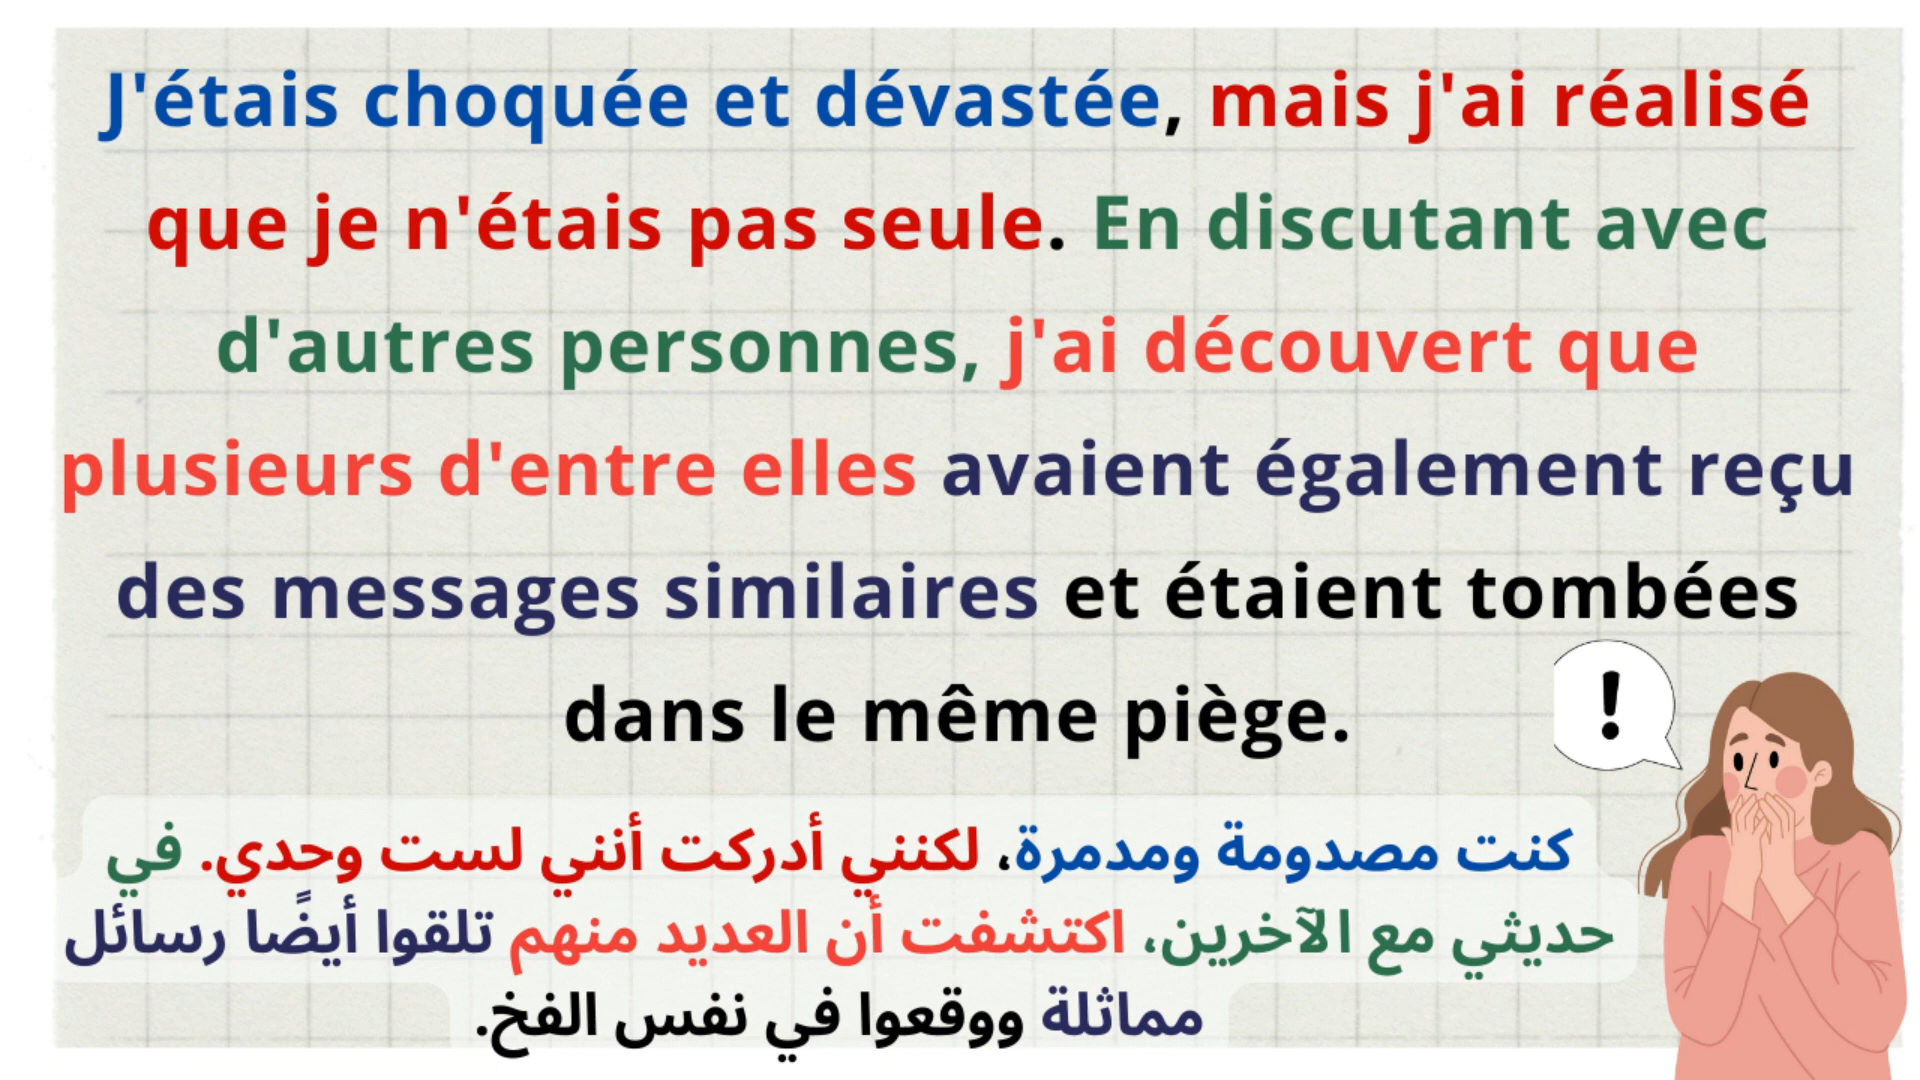 J'étais choquée et dévastée, mais j'ai réalisé
que je n'étais pas seule. En discutant avec
d'autres personnes, j'ai découvert que
plusieurs d'entre elles avaient également reçu
des messages similaires et étaient tombées
dans le même piège.
!
كنت مصدومة ومدمرة، لكنني أدركت أنني لست وحدي. في
حديثي مع الآخرين، اكتشفت أن العديد منهم تلقوا أيضًا رسائل
مماثلة ووقعوا في نفس الفخ.